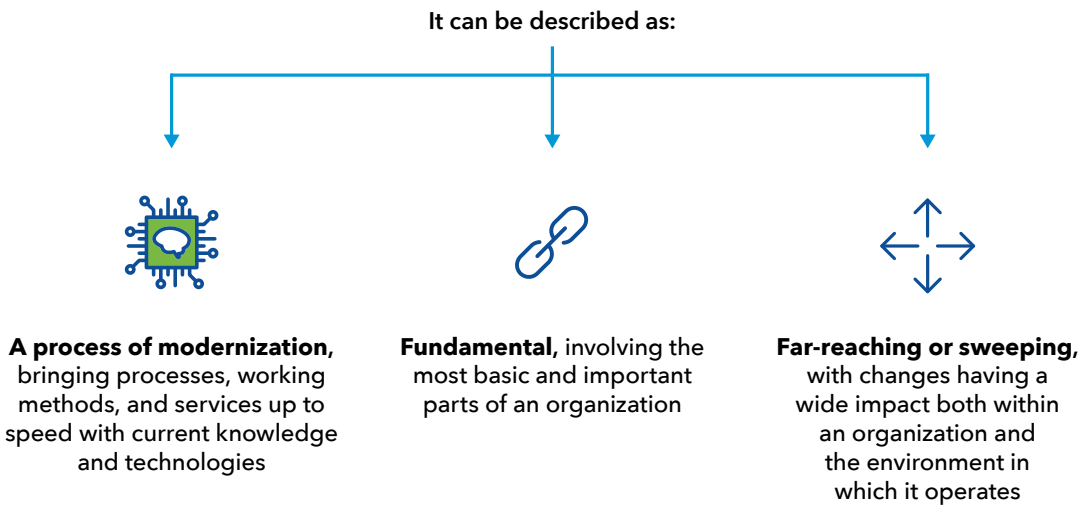 It can be described as:
A process of modernization,
bringing processes, working
methods, and services up to
speed with current knowledge
and technologies
Fundamental, involving the
most basic and important
parts of an organization
Far-reaching or sweeping,
with changes having a
wide impact both within
an organization and
the environment in
which it operates